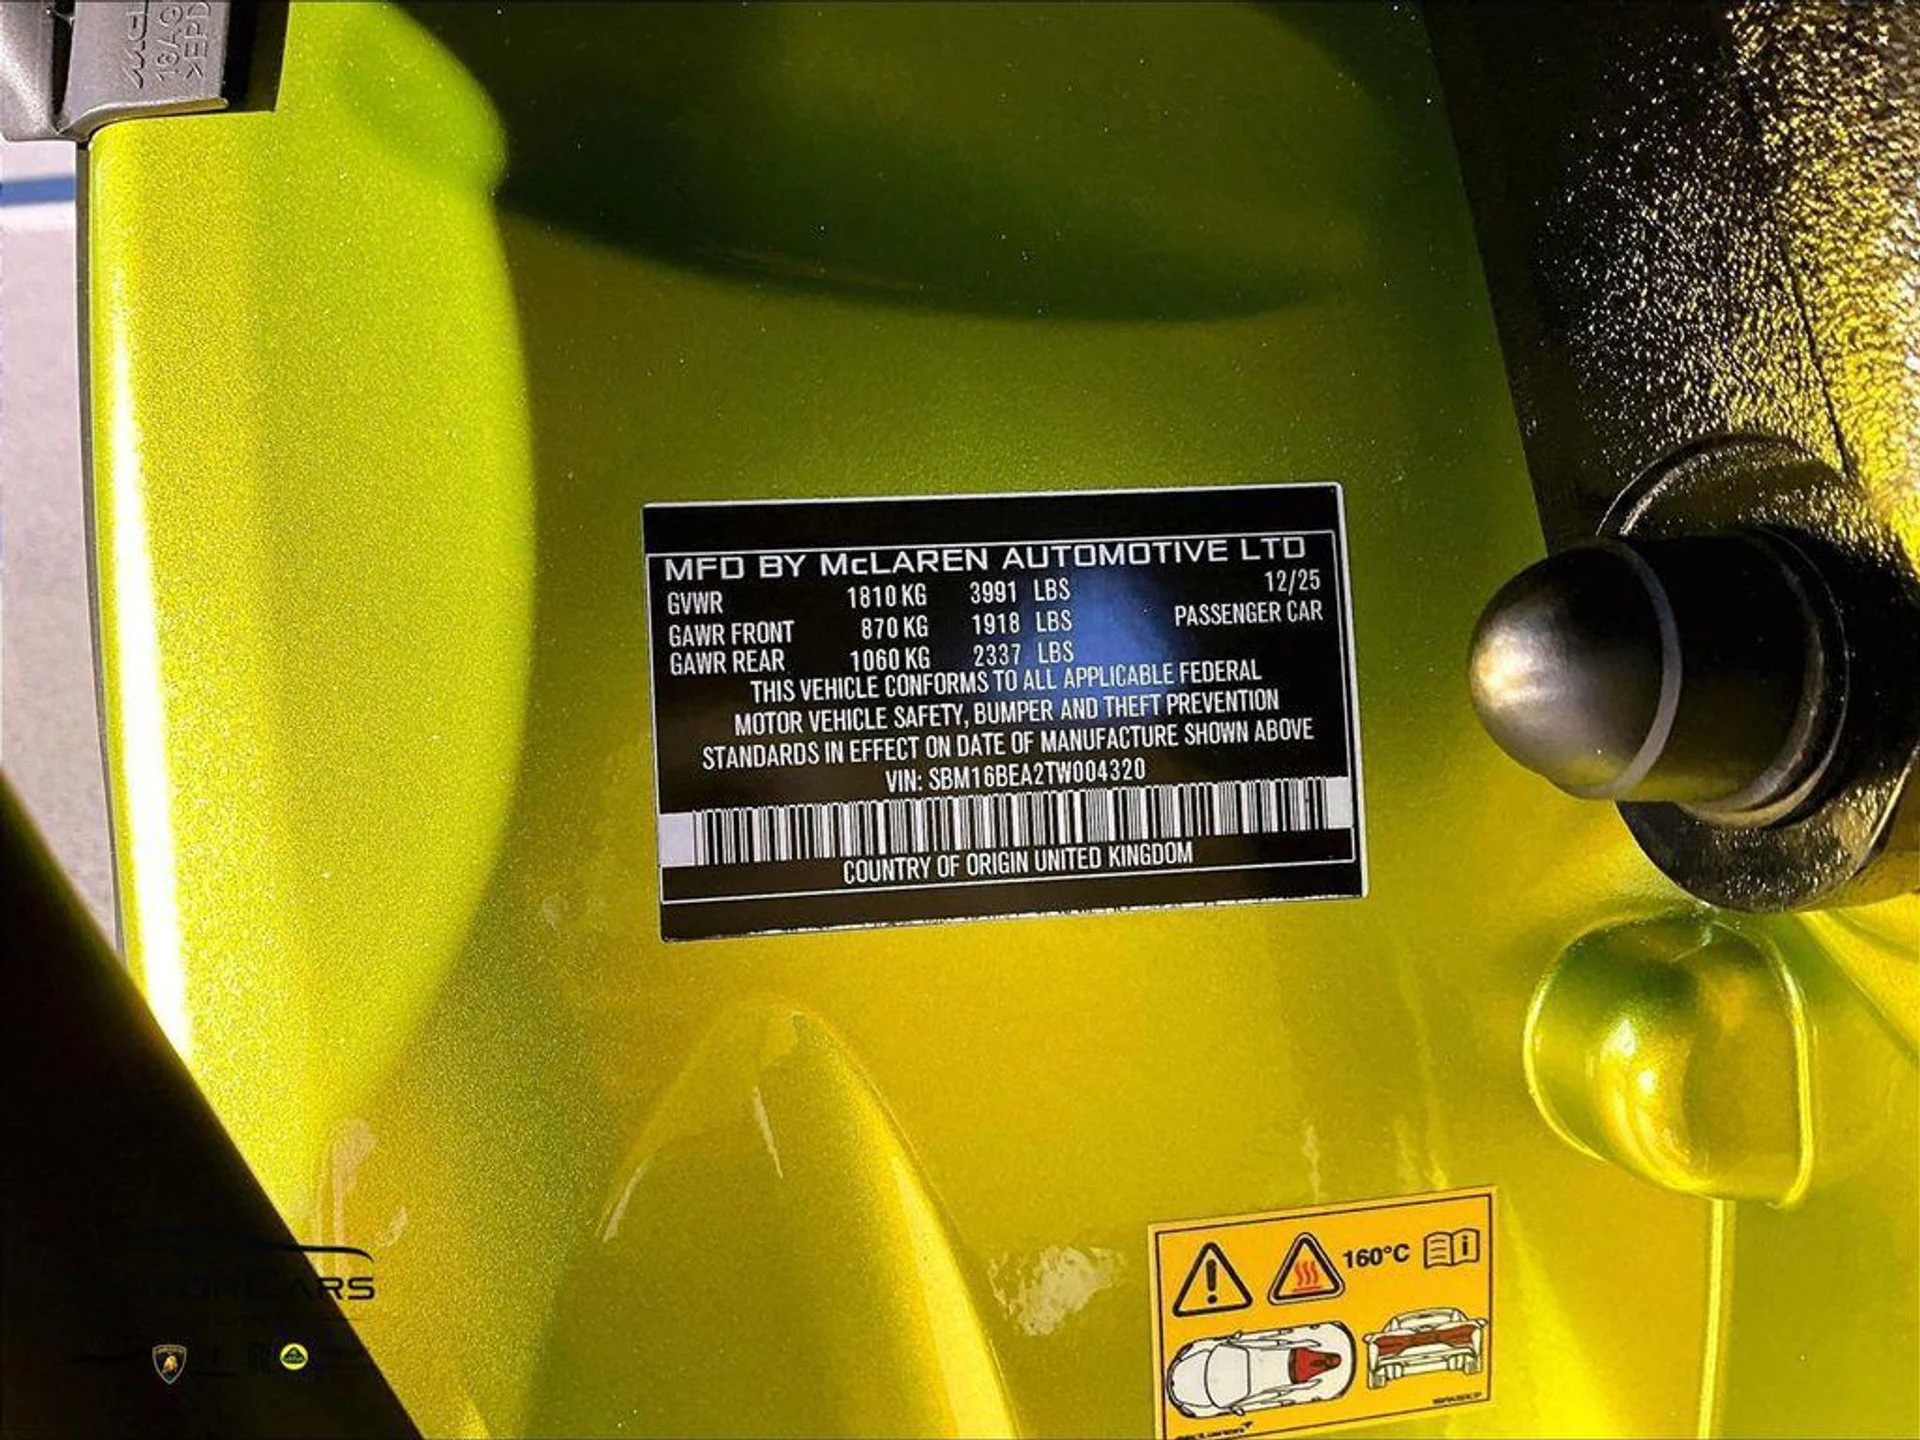 18AG
>EPD
MFD BY McLAREN AUTOMOTIVE LTD
GVWR 1810 KG 3991 LBS 12/25
GAWR FRONT 870 KG 1918 LBS PASSENGER CAR
GAWR REAR 1060 KG 2337 LBS
THIS VEHICLE CONFORMS TO ALL APPLICABLE FEDERAL
MOTOR VEHICLE SAFETY, BUMPER AND THEFT PREVENTION
STANDARDS IN EFFECT ON DATE OF MANUFACTURE SHOWN ABOVE
VIN: SBM16BEA2TW004320
COUNTRY OF ORIGIN UNITED KINGDOM
160°C